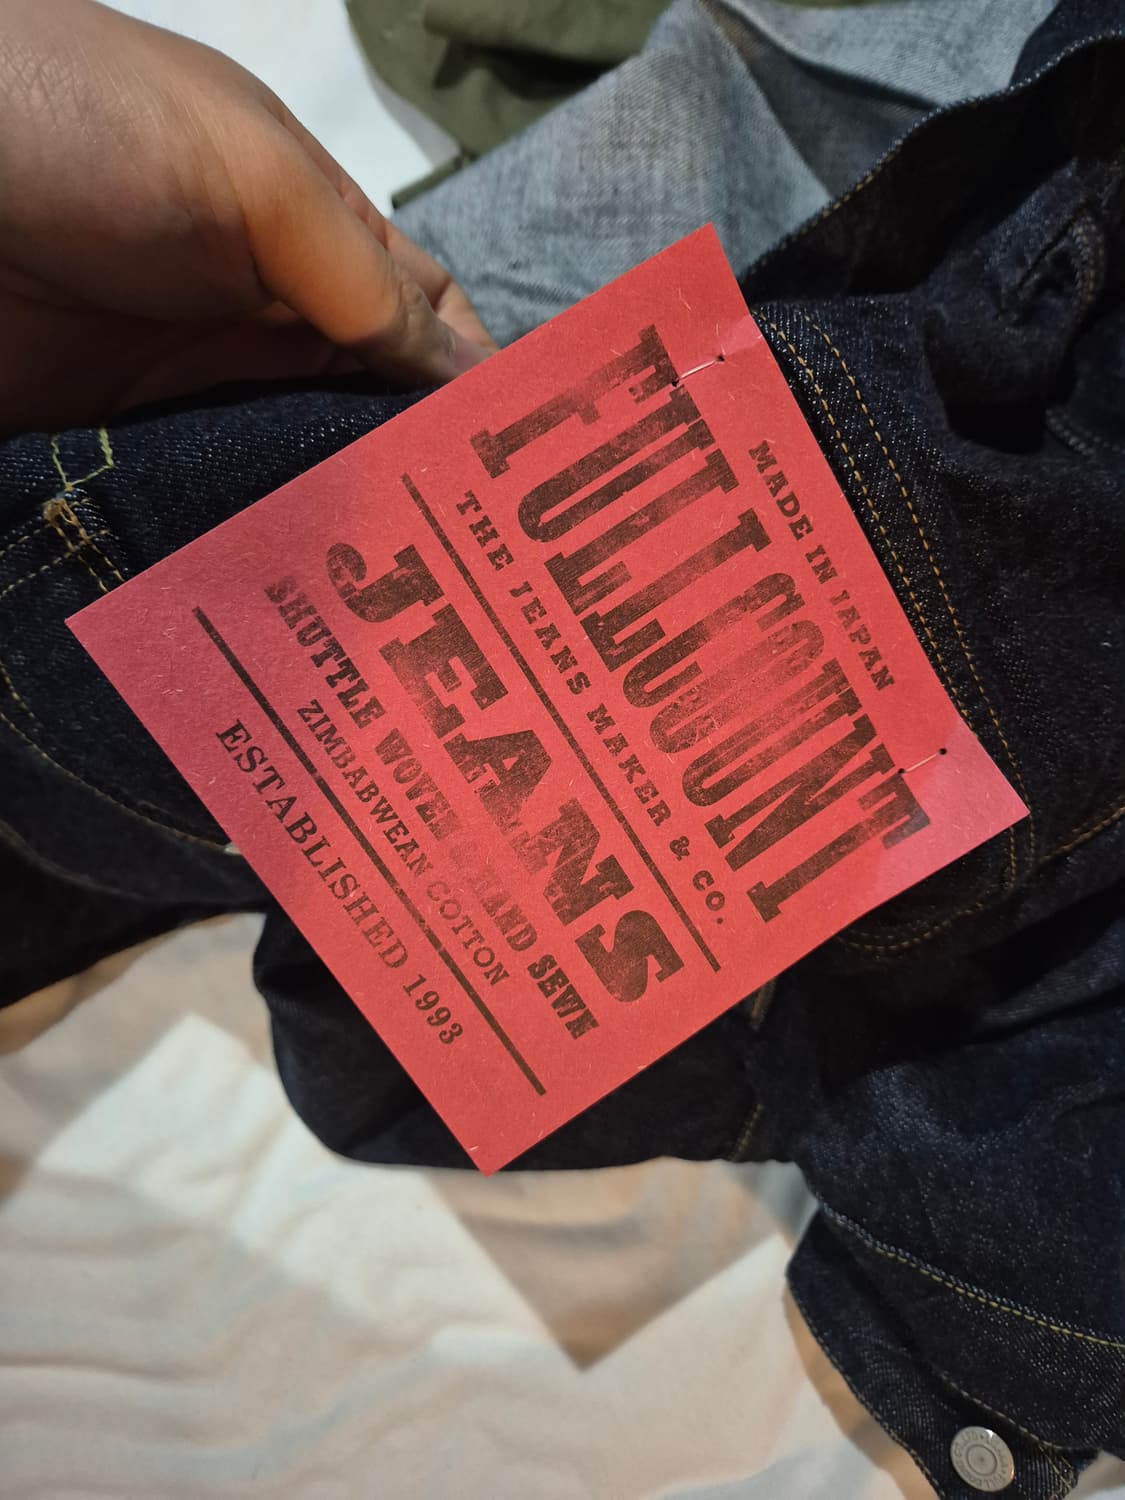 MADE IN JAPAN
FULLCOUNT
THE JEANS MAKER & CO.
JEANS
SHUTTLE WOVEN & HAND SEWN
ZIMBABWEAN COTTON
ESTABLISHED 1993